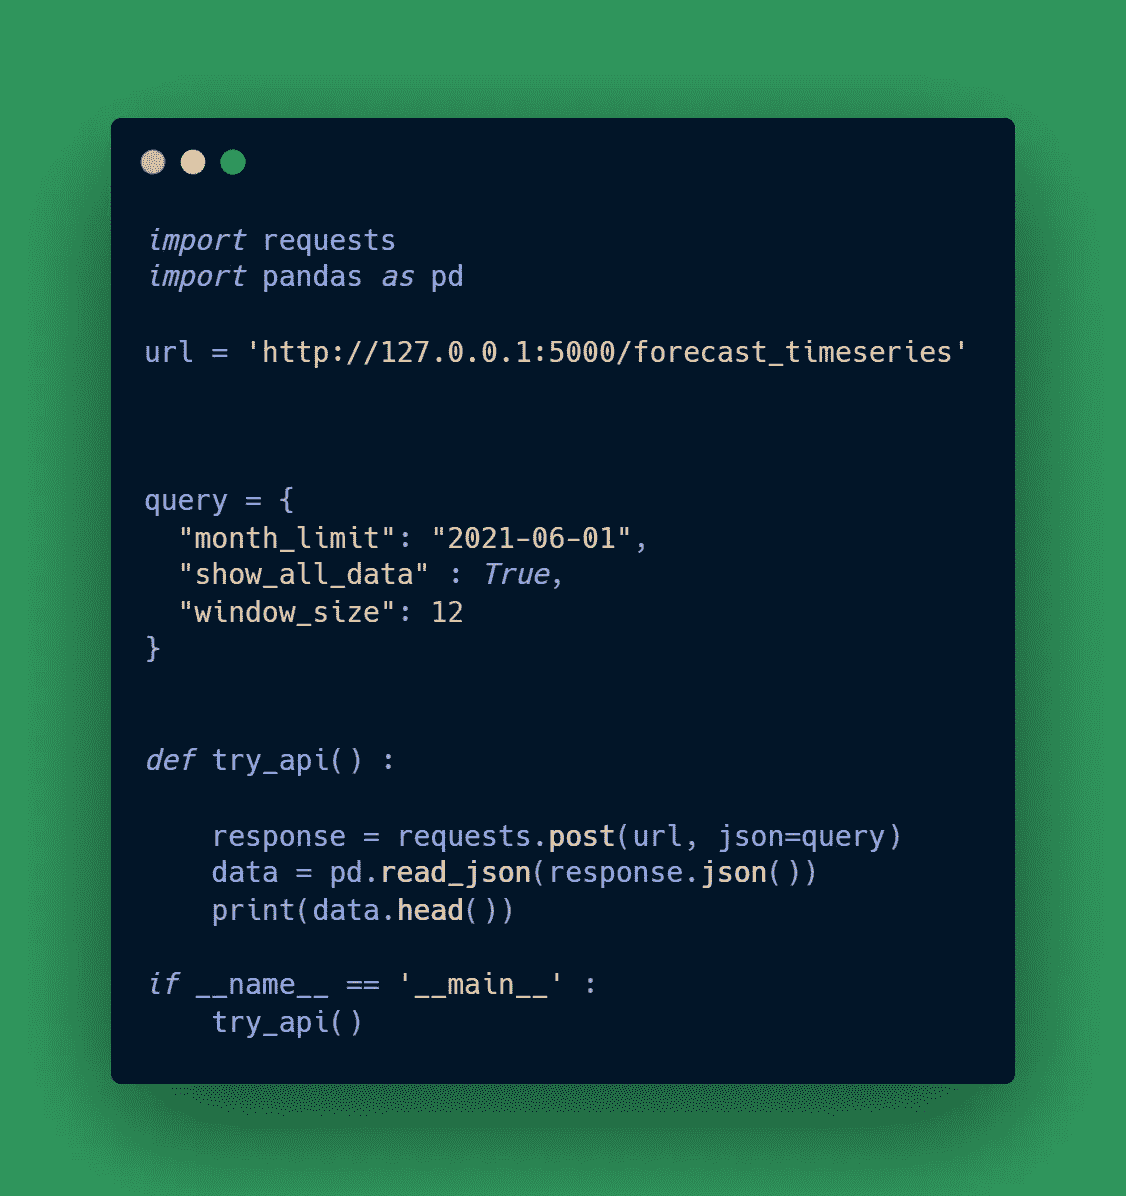 import requests
import pandas as pd
url = 'http://127.0.0.1:5000/forecast_timeseries'
query = {
  "month_limit": "2021-06-01",
  "show_all_data" : True,
  "window_size": 12
}
def try_api() :
    response = requests.post(url, json=query)
    data = pd.read_json(response.json())
    print(data.head())
if __name__ == '__main__' :
    try_api()